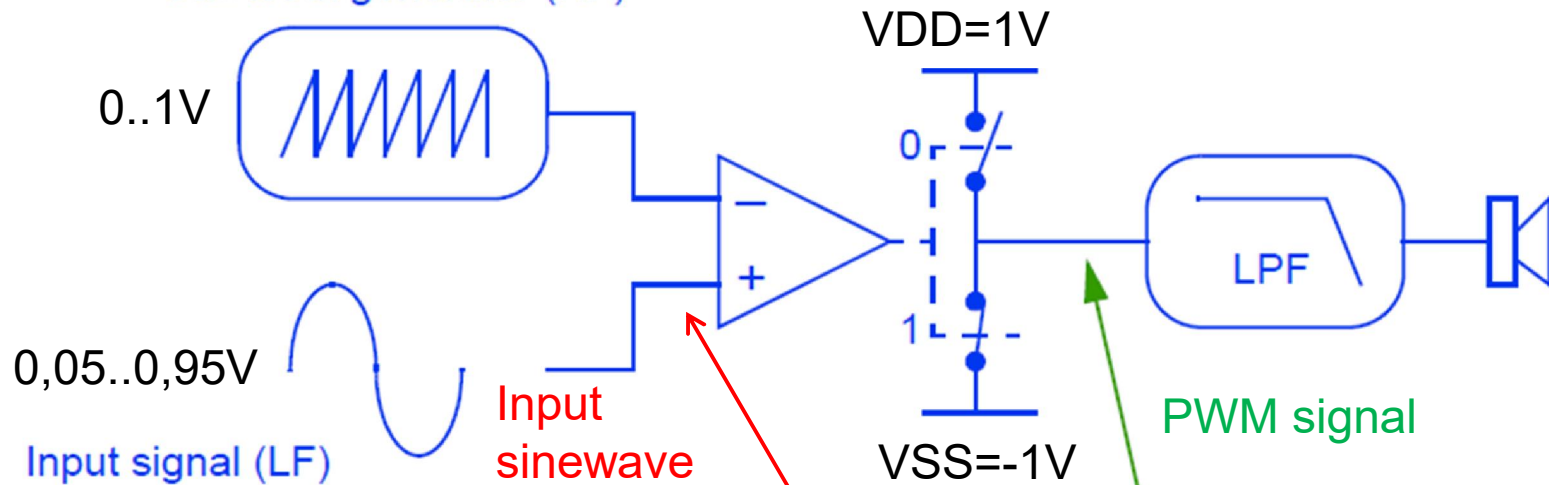 VDD=1V
0..1V
0
−
+
LPF
1
0,05..0,95V
Input
sinewave
PWM signal
Input signal (LF)
VSS=-1V